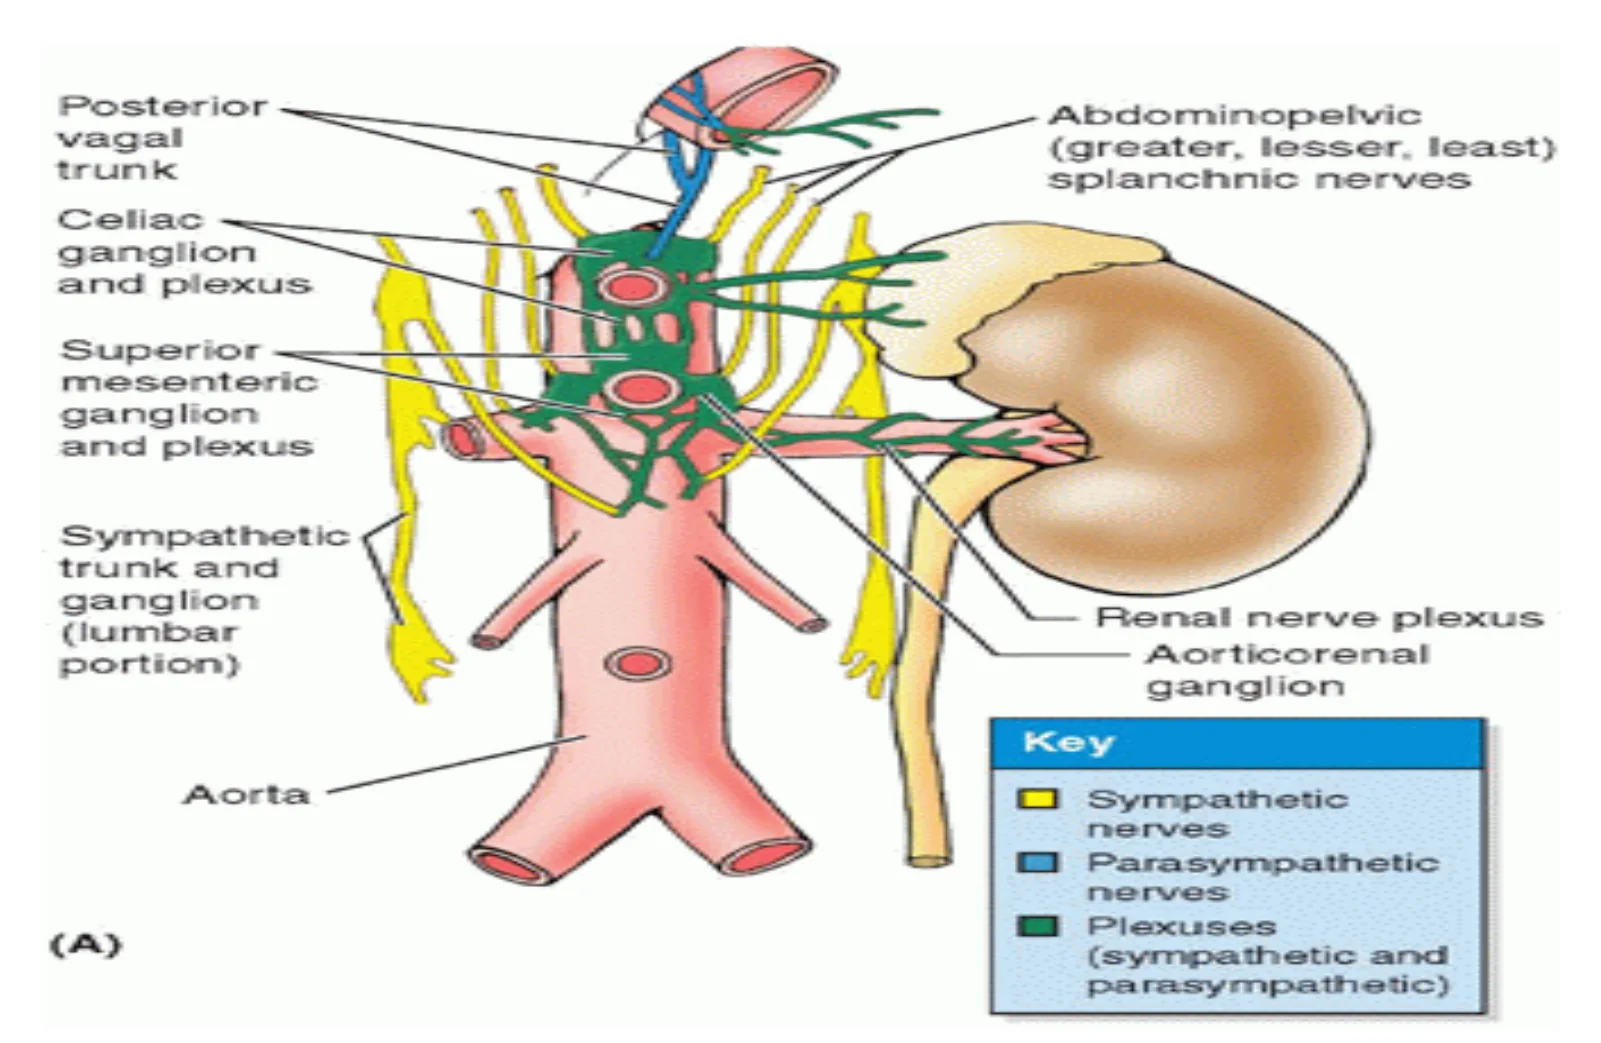 Posterior
vagal
trunk
Celiac
ganglion
and plexus
Superior
mesenteric
ganglion
and plexus
Sympathetic
trunk and
ganglion
(lumbar
portion)
Aorta
(A)
Abdominopelvic
(greater, lesser, least)
splanchnic nerves
Renal nerve plexus
Aorticorenal
ganglion
Key
Sympathetic
nerves
Parasympathetic
nerves
Plexuses
(sympathetic and
parasympathetic)